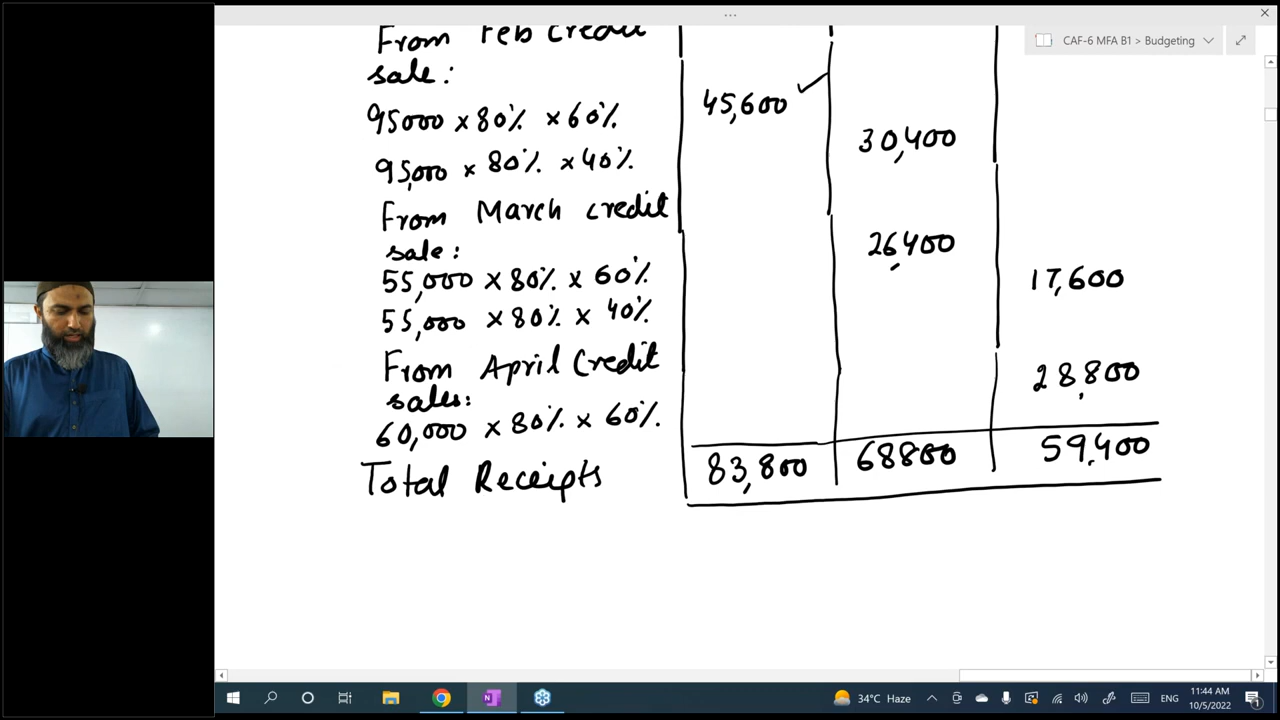 CAF-6 MFA B1 > Budgeting
From Feb Credit
sale:
45,600
95000 × 80% × 60%
30,400
95,000 × 80% × 40%
From March credit
sale:
26,400
55,000 × 80% × 60%
17,600
55,000 × 80% × 40%
From April Credit
sales:
28,800
60,000 × 80% × 60%
Total Receipts 83,800 68800 59,400
34°C Haze
ENG
11:44 AM
10/5/2022
1